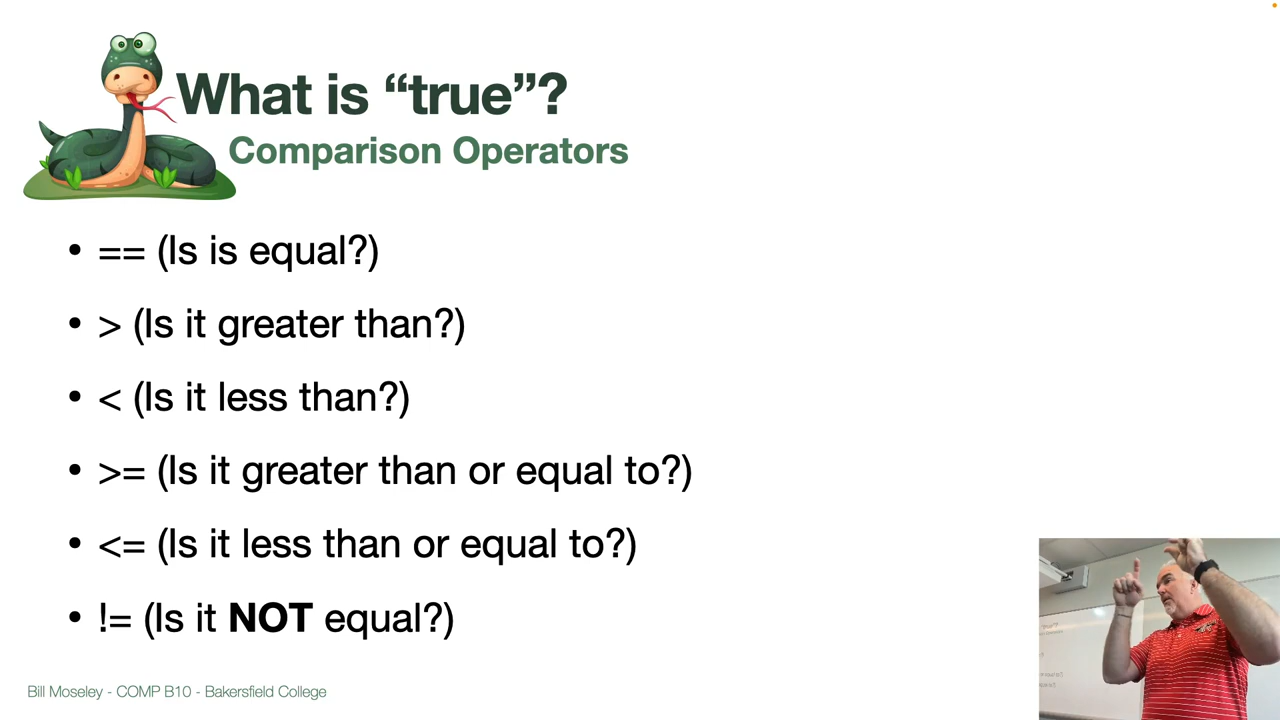 What is “true”?
Comparison Operators
• == (Is is equal?)
• > (Is it greater than?)
• < (Is it less than?)
• >= (Is it greater than or equal to?)
• <= (Is it less than or equal to?)
• != (Is it NOT equal?)
Bill Moseley - COMP B10 - Bakersfield College